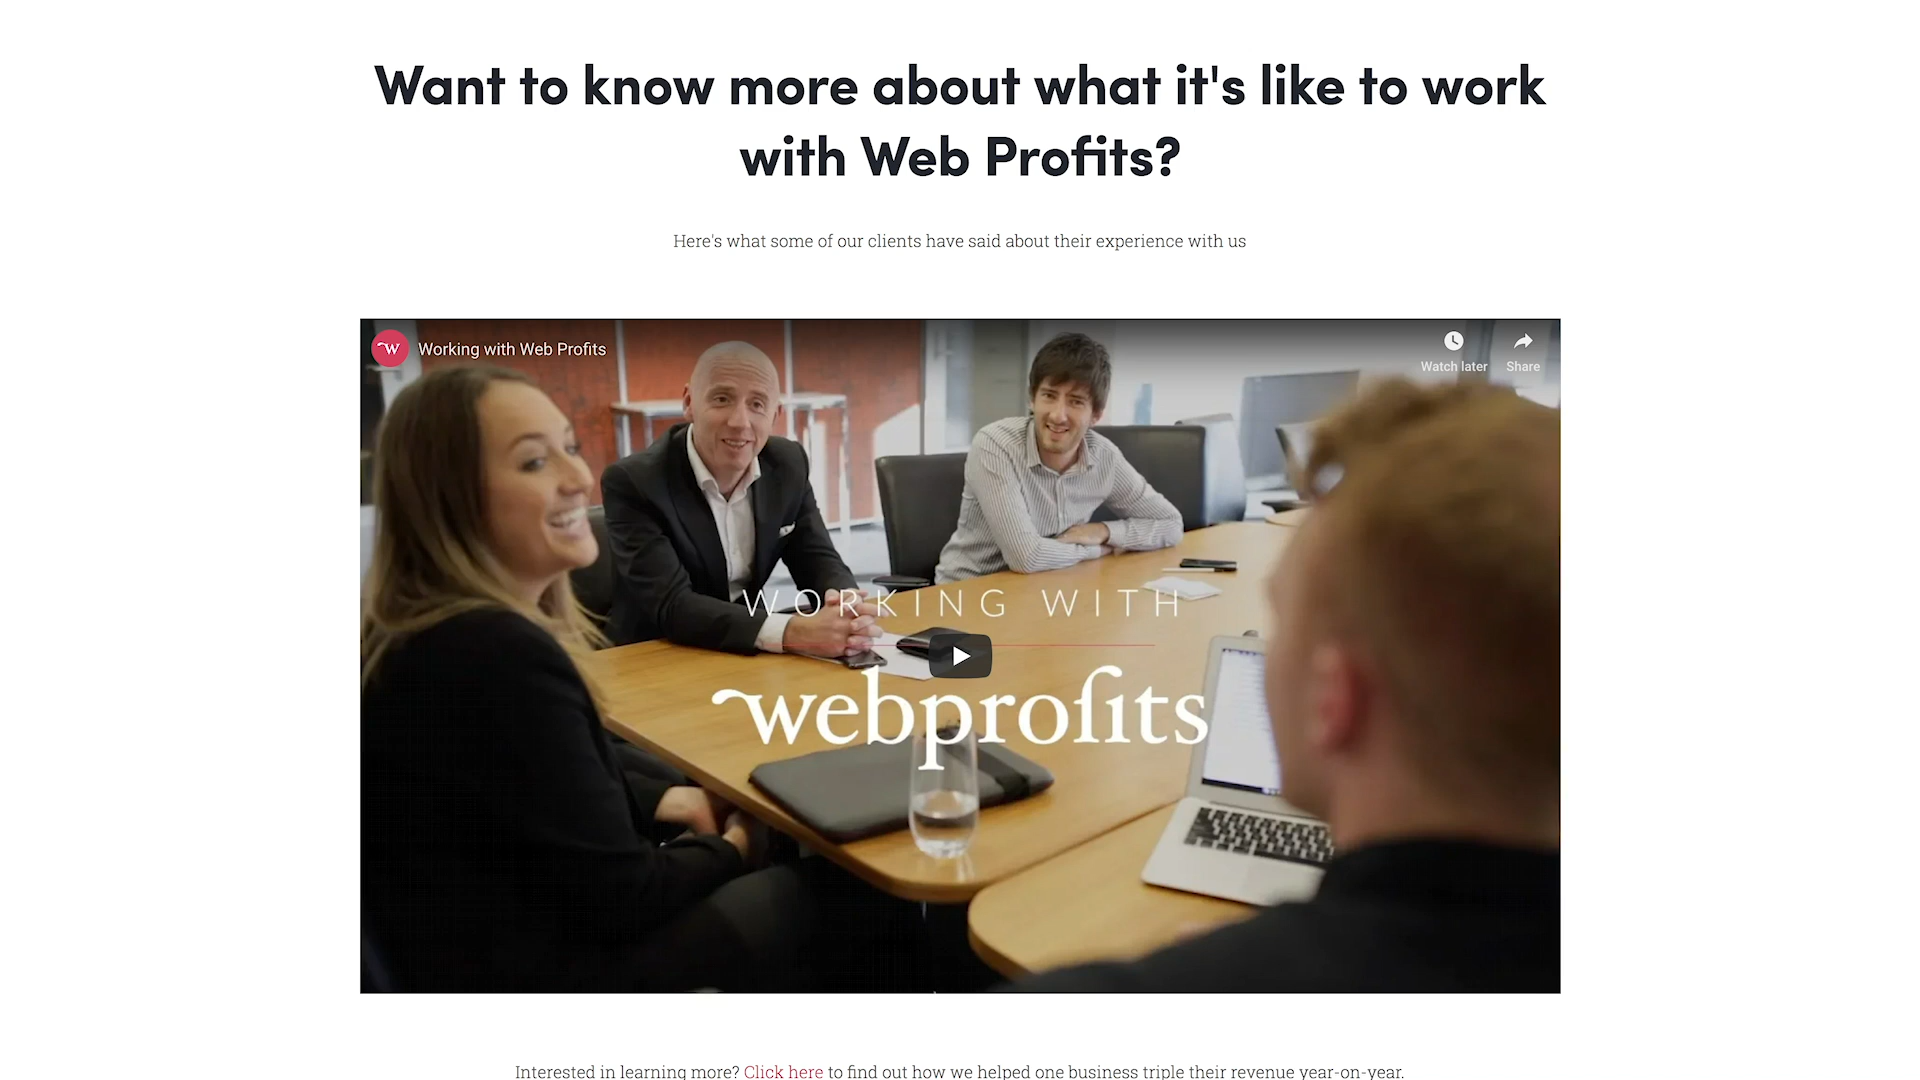 Want to know more about what it's like to work
with Web Profits?
Here's what some of our clients have said about their experience with us
w
Working with Web Profits
Watch later
Share
WORKING WITH
webprofits
Interested in learning more? Click here to find out how we helped one business triple their revenue year-on-year.